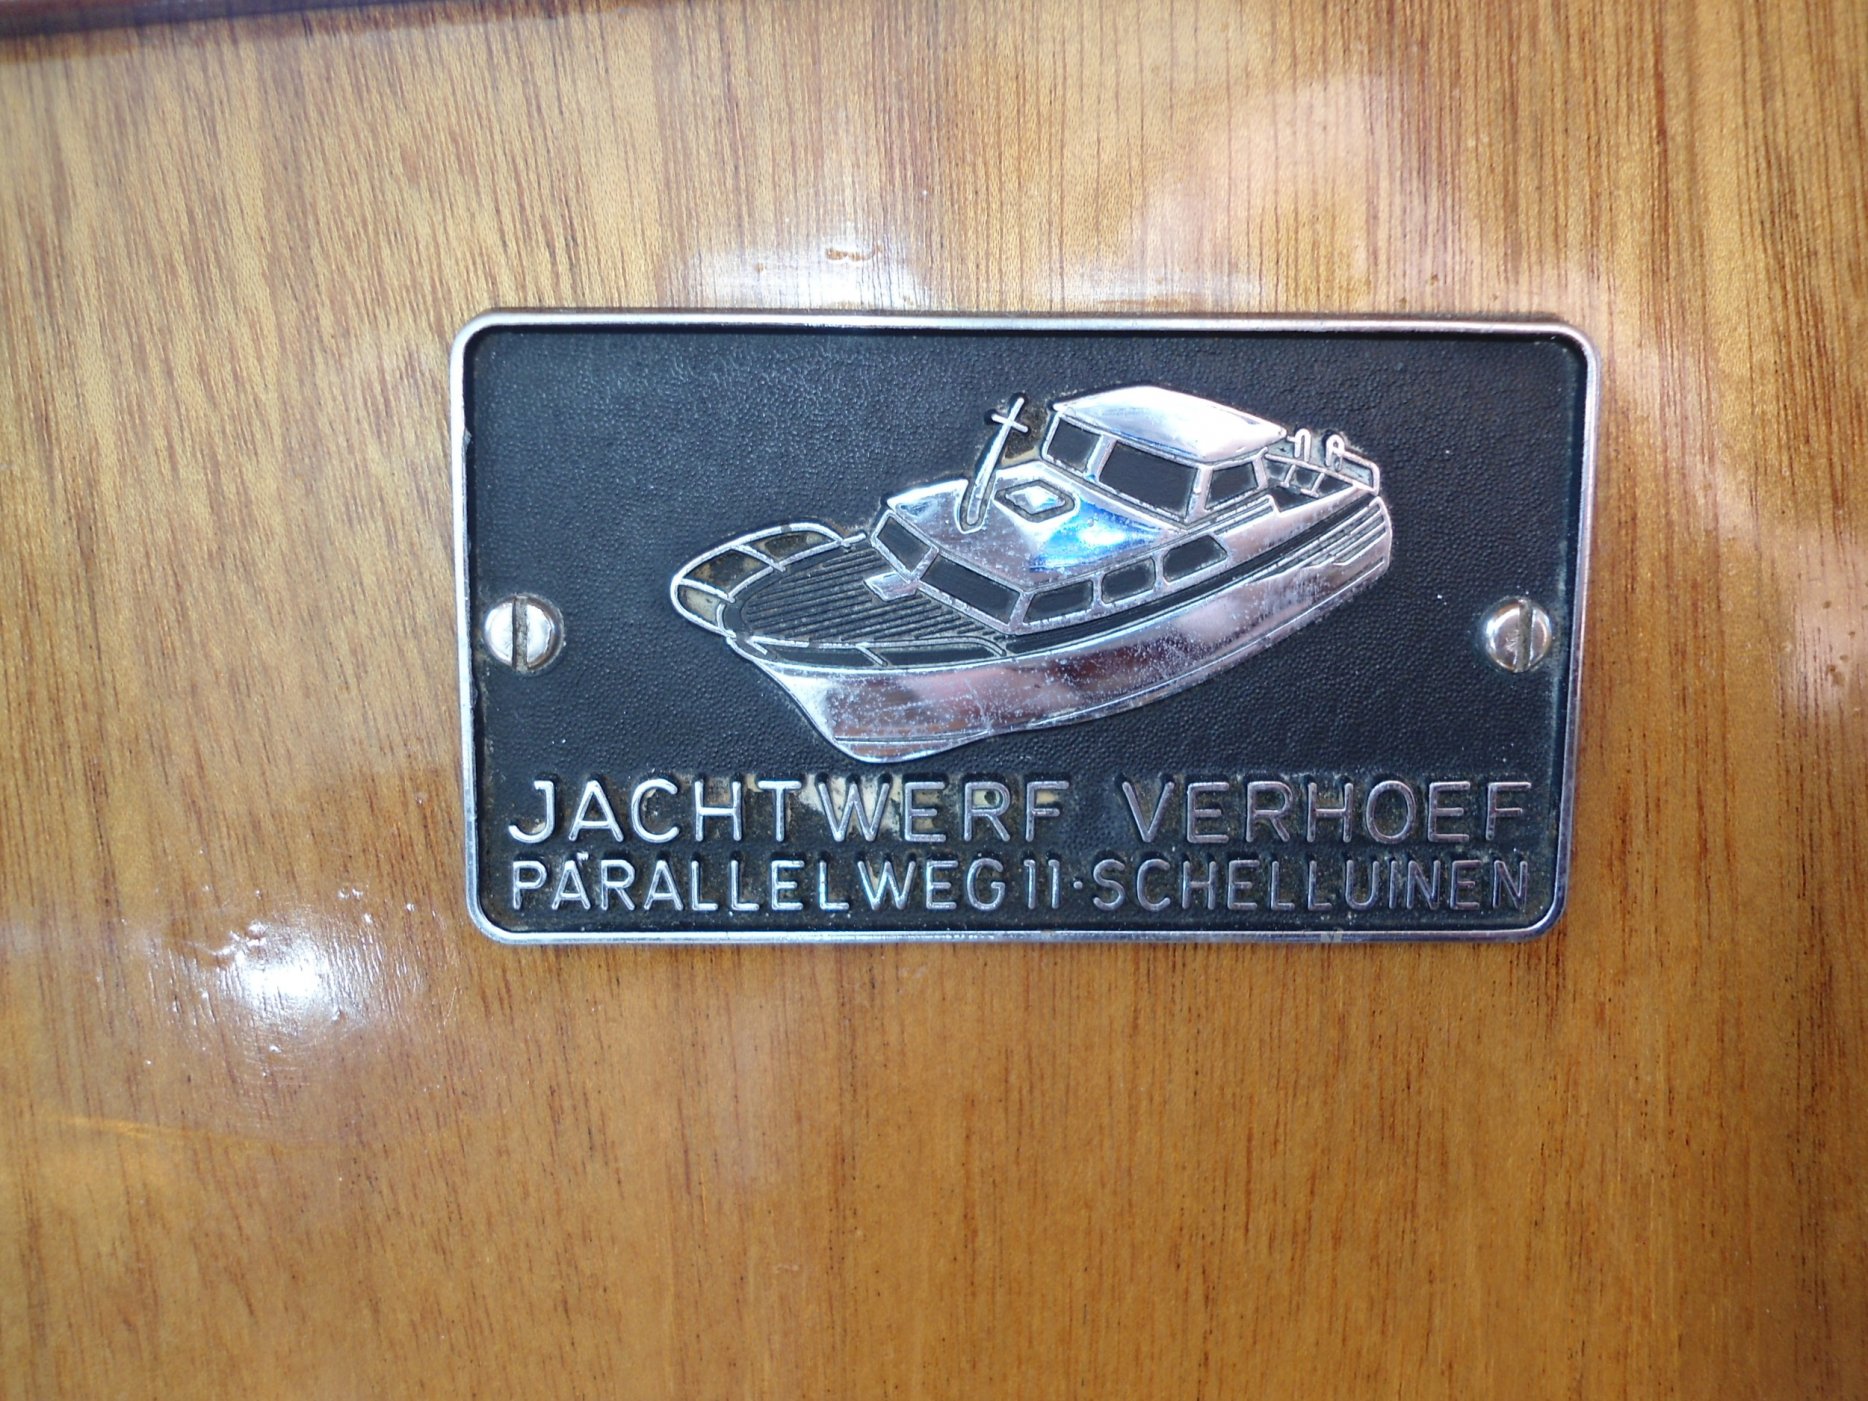 JACHTWERF VERHOEF
PARALLELWEG 11·SCHELLUINEN